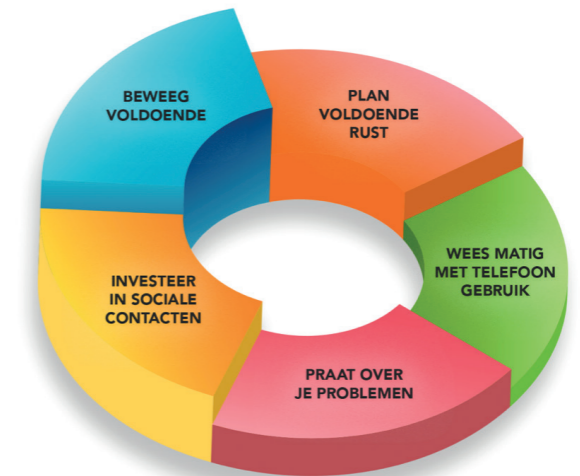 BEWEEG
VOLDOENDE
PLAN
VOLDOENDE
RUST
WEES MATIG
MET TELEFOON
GEBRUIK
INVESTEER
IN SOCIALE
CONTACTEN
PRAAT OVER
JE PROBLEMEN